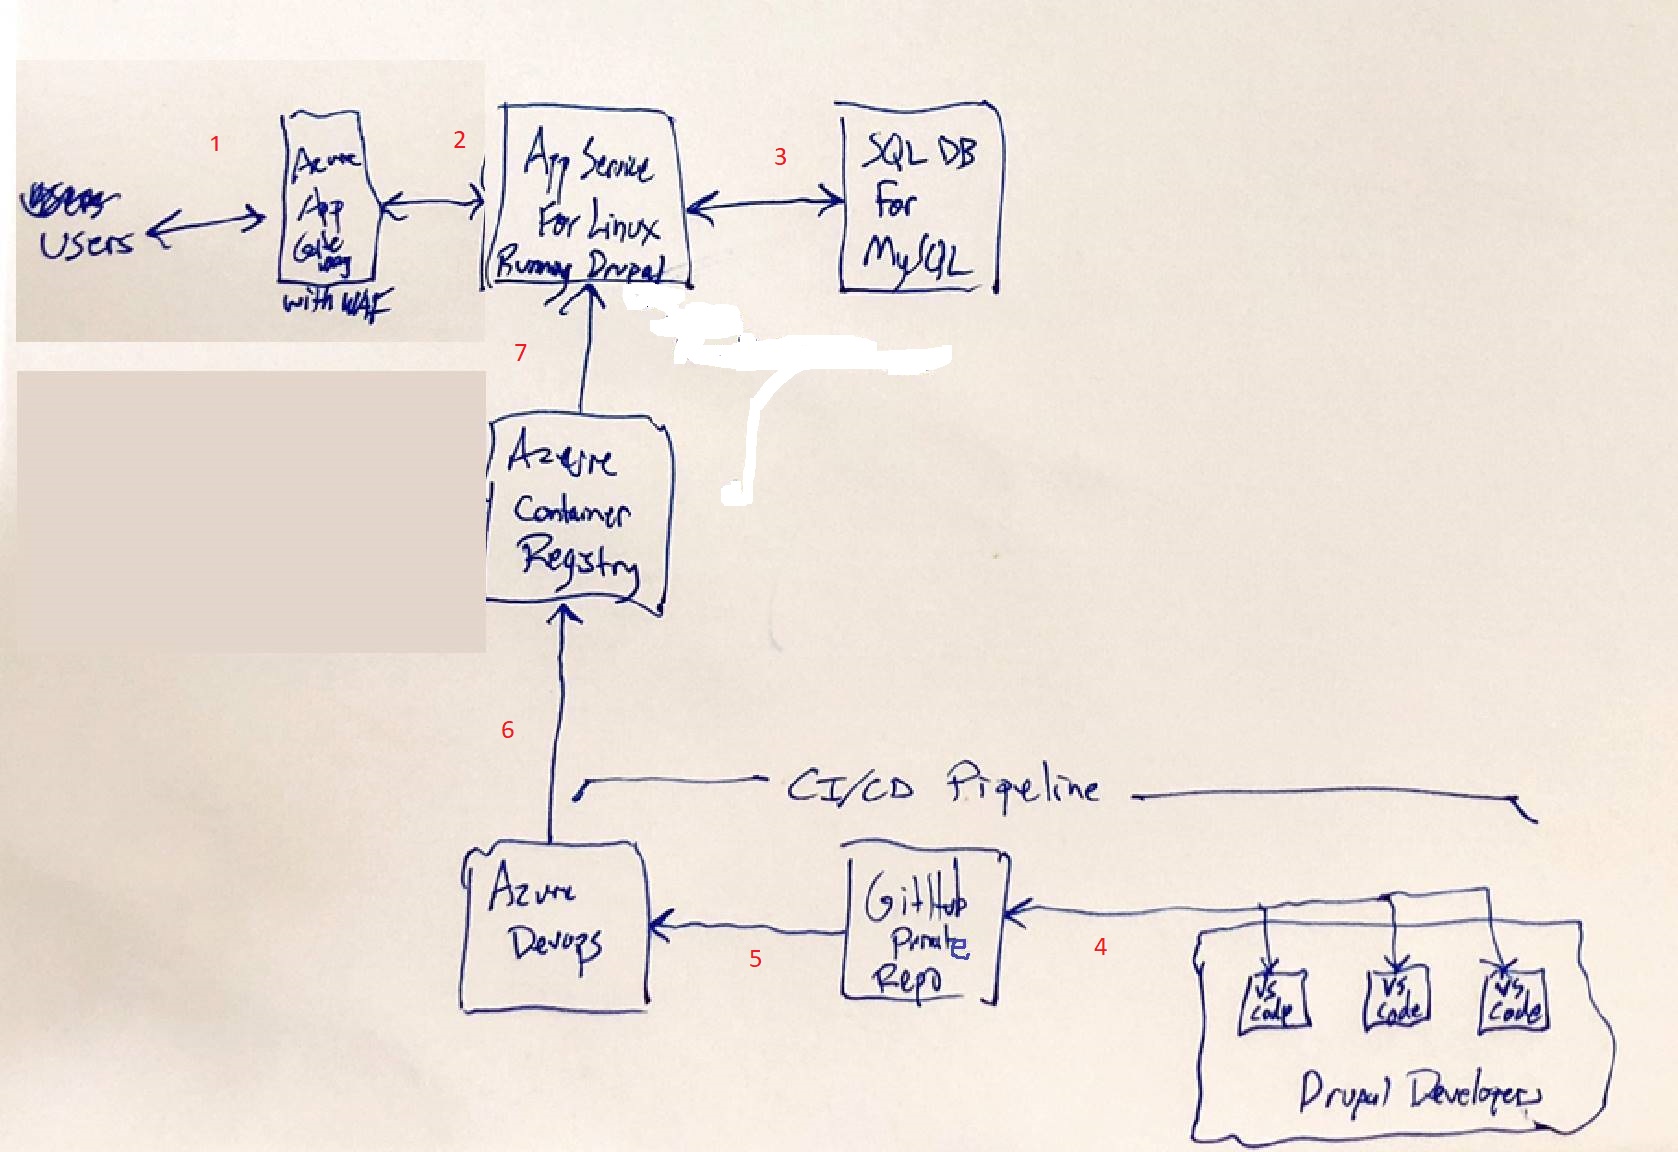 1
2
3
Users
Azure
App
Gateway
with WAF
App Service
For Linux
Running Drupal
SQL DB
For
MySQL
7
Azure
Container
Registry
6
CI/CD Pipeline
Azure
Devops
5
GitHub
Private
Repo
4
VS
Code
VS
Code
VS
Code
Drupal Developers